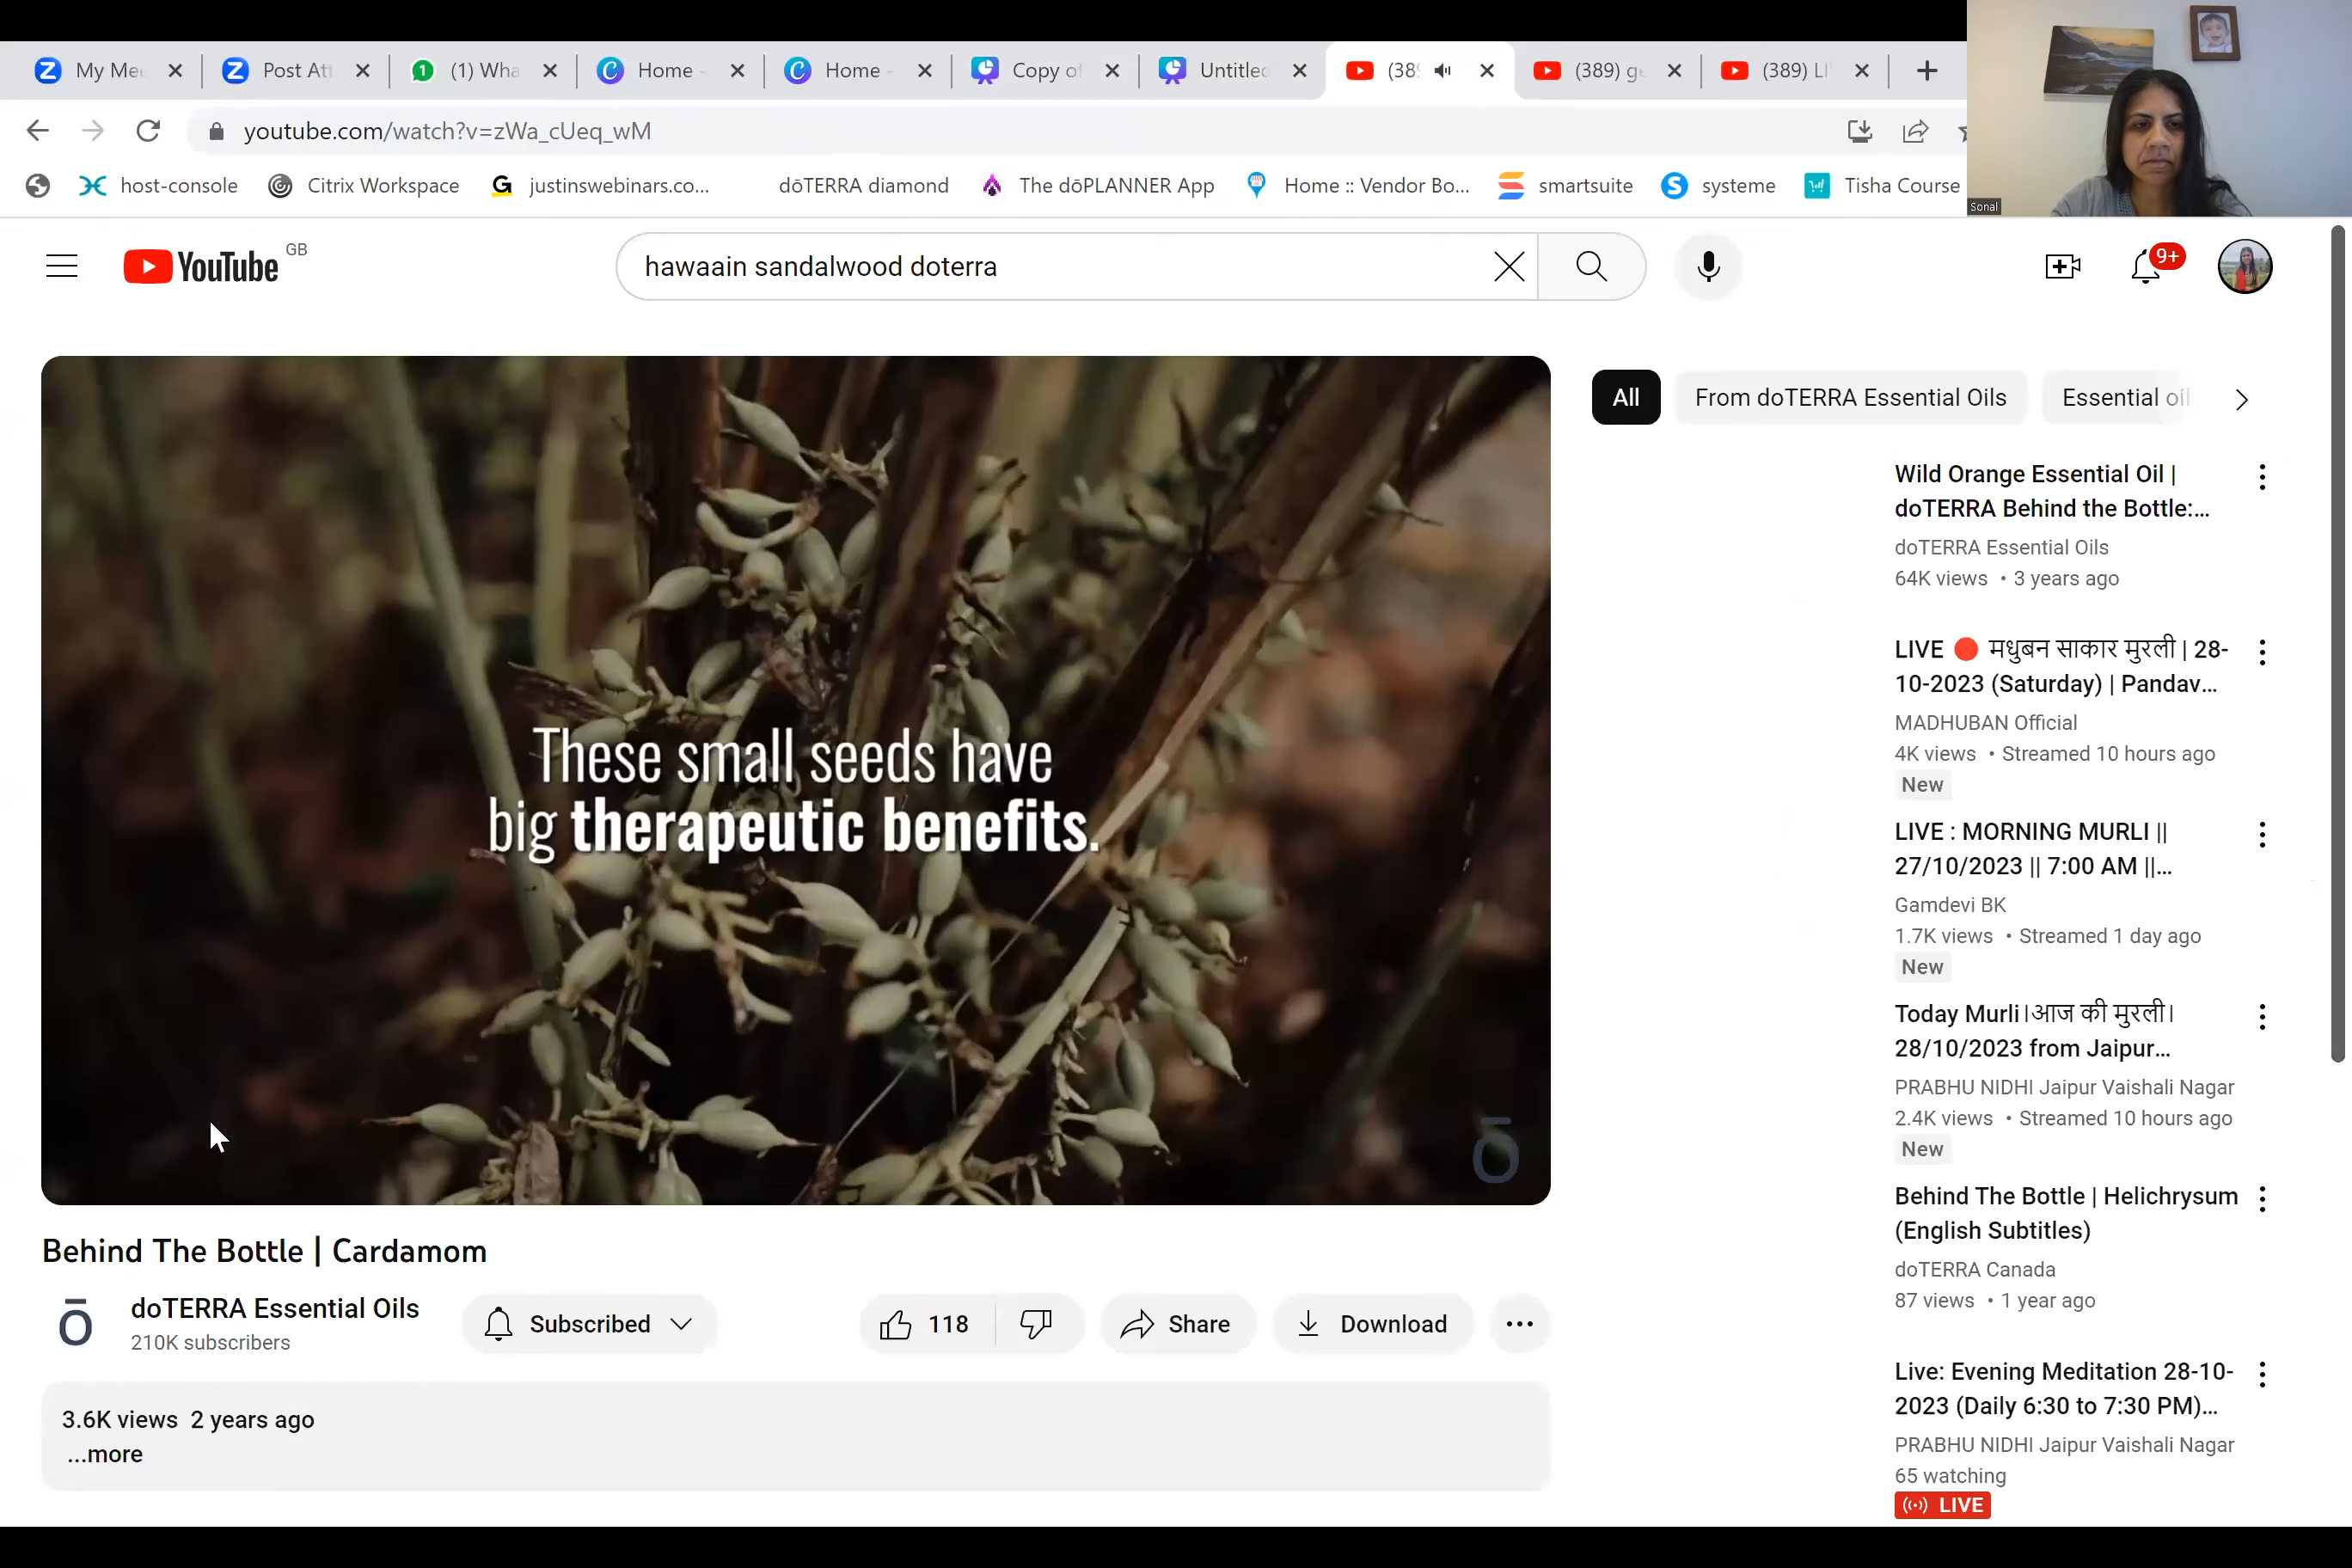 My Mee
Post Att
(1) Wha
Home -
Home -
Copy of
Untitled
(389
(389) ge
(389) LI
youtube.com/watch?v=zWa_cUeq_wM
host-console
Citrix Workspace
justinswebinars.co...
dōTERRA diamond
The dōPLANNER App
Home :: Vendor Bo...
smartsuite
systeme
Tisha Course
Sonal
YouTube GB
hawaain sandalwood doterra
9+
All
From doTERRA Essential Oils
Essential oil
These small seeds have
big therapeutic benefits.
Behind The Bottle | Cardamom
doTERRA Essential Oils
210K subscribers
Subscribed
118
Share
Download
3.6K views 2 years ago
...more
Wild Orange Essential Oil |
doTERRA Behind the Bottle:...
doTERRA Essential Oils
64K views • 3 years ago
LIVE 🔴 मधुबन साकार मुरली | 28-
10-2023 (Saturday) | Pandav...
MADHUBAN Official
4K views • Streamed 10 hours ago
New
LIVE : MORNING MURLI ||
27/10/2023 || 7:00 AM ||...
Gamdevi BK
1.7K views • Streamed 1 day ago
New
Today Murli।आज की मुरली।
28/10/2023 from Jaipur...
PRABHU NIDHI Jaipur Vaishali Nagar
2.4K views • Streamed 10 hours ago
New
Behind The Bottle | Helichrysum
(English Subtitles)
doTERRA Canada
87 views • 1 year ago
Live: Evening Meditation 28-10-
2023 (Daily 6:30 to 7:30 PM)...
PRABHU NIDHI Jaipur Vaishali Nagar
65 watching
LIVE